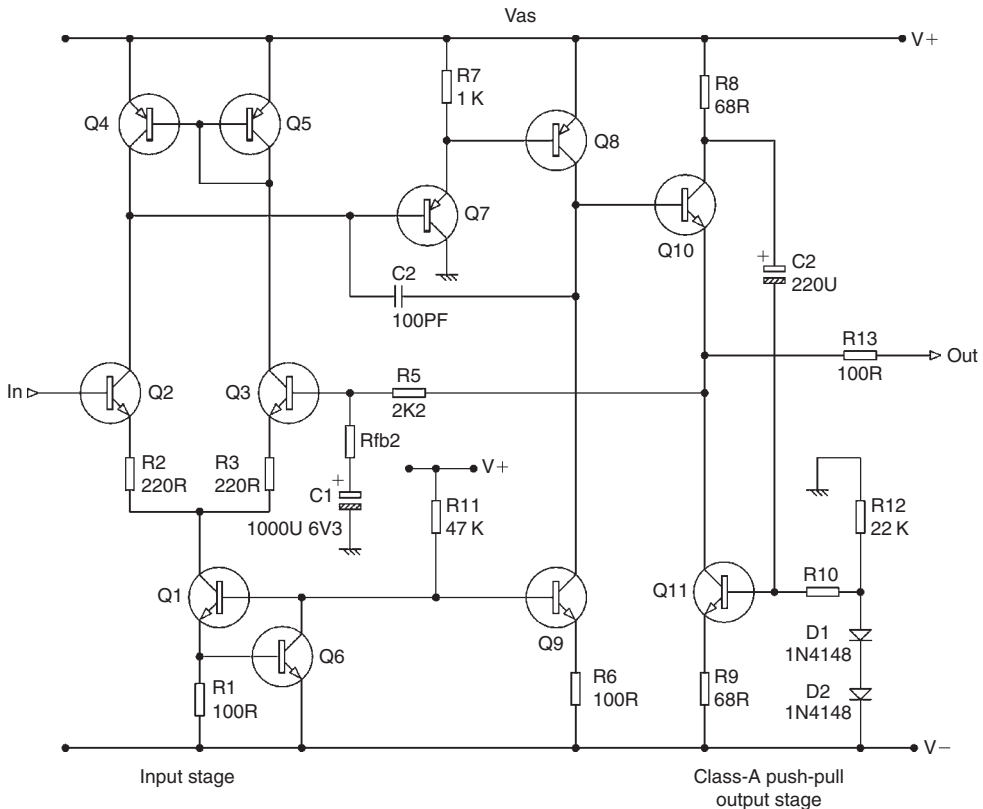 Vas
V+
R7
1 K
R8
68R
Q4
Q5
Q8
Q7
Q10
C2
100PF
+
C2
220U
R13
100R
Out
In
Q2
Q3
R5
2K2
Rfb2
R2
220R
R3
220R
+
C1
1000U 6V3
V+
R11
47 K
R12
22 K
Q1
Q9
Q11
R10
Q6
D1
1N4148
R1
100R
R6
100R
R9
68R
D2
1N4148
V−
Input stage
Class-A push-pull
output stage